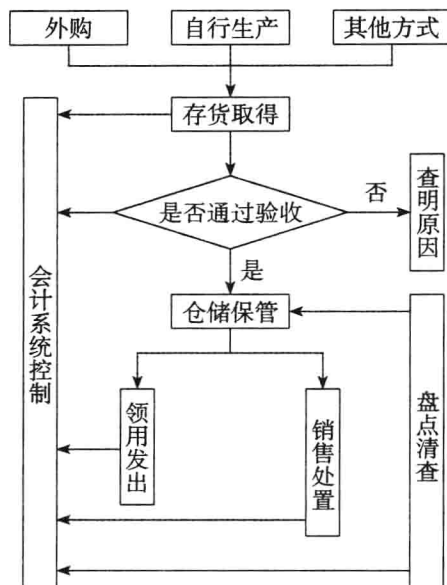 外购
自行生产
其他方式
存货取得
是否通过验收
否
查明原因
是
仓储保管
会计系统控制
领用发出
销售处置
盘点清查